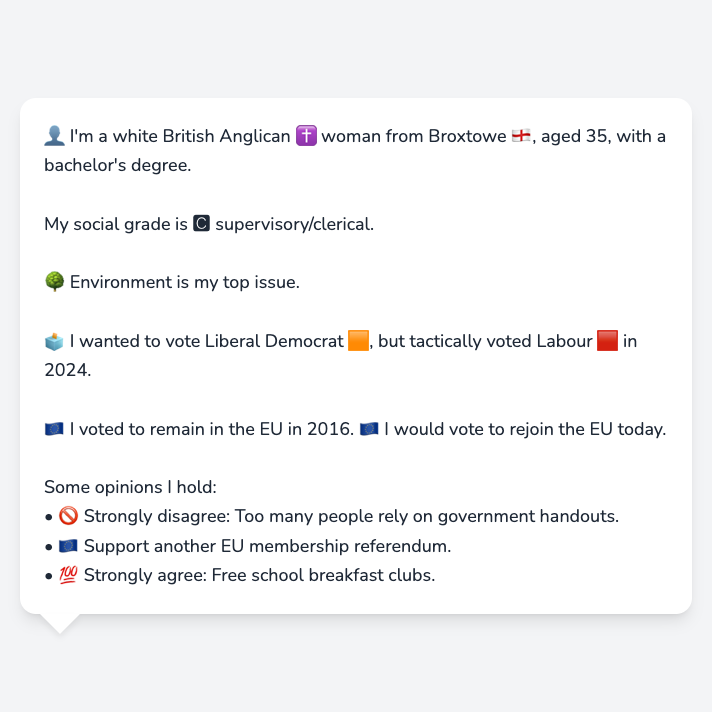 👤 I'm a white British Anglican ✝️ woman from Broxtowe 🏴󠁧󠁢󠁥󠁮󠁧󠁿, aged 35, with a
bachelor's degree.
My social grade is 🅲 supervisory/clerical.
🌳 Environment is my top issue.
🗳️ I wanted to vote Liberal Democrat 🟧, but tactically voted Labour 🟥 in
2024.
🇪🇺 I voted to remain in the EU in 2016. 🇪🇺 I would vote to rejoin the EU today.
Some opinions I hold:
• 🚫 Strongly disagree: Too many people rely on government handouts.
• 🇪🇺 Support another EU membership referendum.
• 💯 Strongly agree: Free school breakfast clubs.